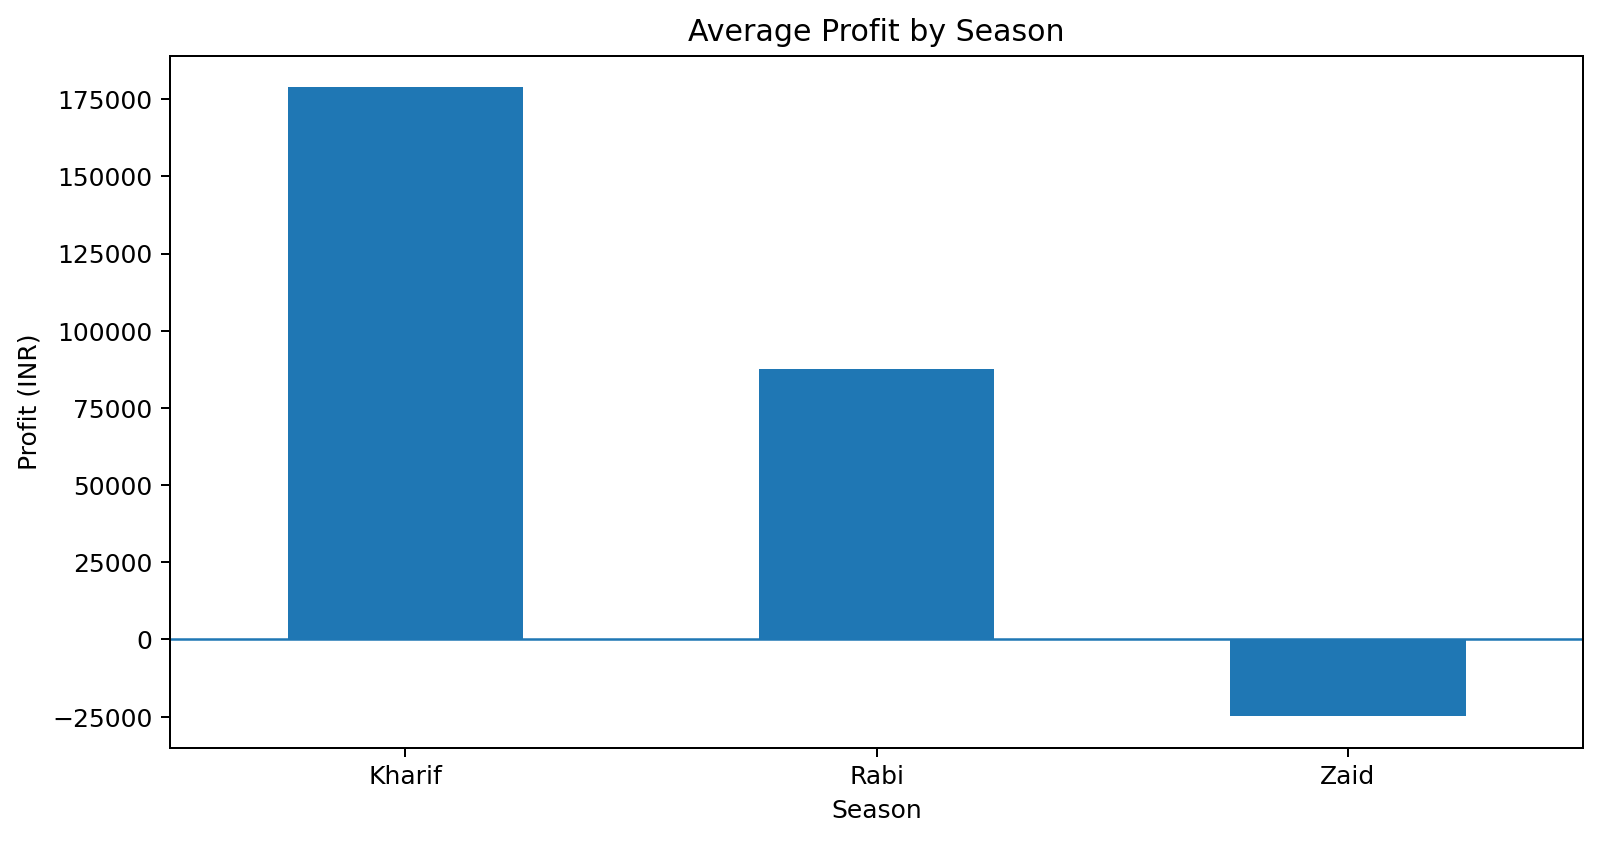 Average Profit by Season
Profit (INR)
175000
150000
125000
100000
75000
50000
25000
0
−25000
Kharif
Rabi
Zaid
Season